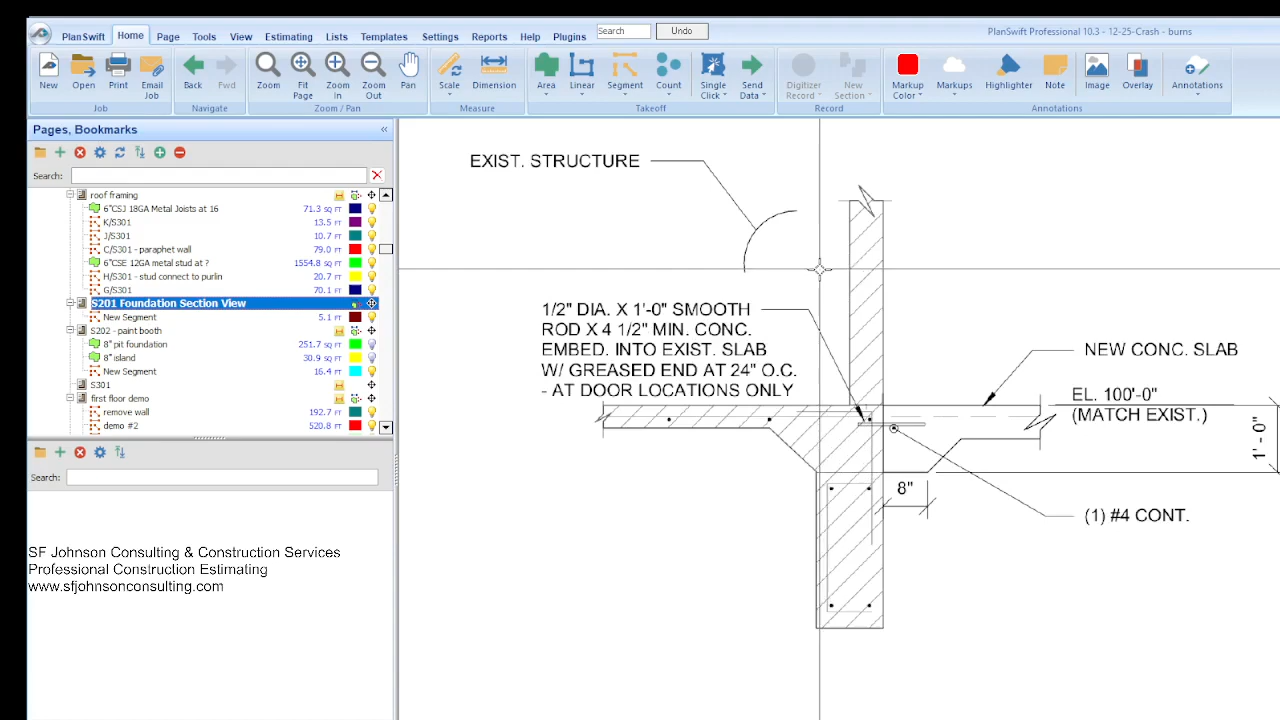 PlanSwift Home Page Tools View Estimating Lists Templates Settings Reports Help Plugins Search Undo PlanSwift Professional 10.3 - 12-25-Crash - burns
New Open Print Email Job Back Fwd Zoom Fit Page Zoom In Zoom Out Pan Scale Dimension Area Linear Segment Count Single Click Send Data Digitizer Record New Section Markup Color Markups Highlighter Note Image Overlay Annotations
Job Navigate Zoom / Pan Measure Takeoff Record Annotations
Pages, Bookmarks «
Search:
roof framing
6"CSJ 18GA Metal Joists at 16 71.3 SQ FT
K/S301 13.5 FT
J/S301 10.7 FT
C/S301 - paraphet wall 79.0 FT
6"CSE 12GA metal stud at ? 1554.8 SQ FT
H/S301 - stud connect to purlin 20.7 FT
G/S301 70.1 FT
S201 Foundation Section View
New Segment 5.1 FT
S202 - paint booth
8" pit foundation 251.7 SQ FT
8" island 30.9 SQ FT
New Segment 16.4 FT
S301
first floor demo
remove wall 192.7 FT
demo #2 520.8 FT
Search:
SF Johnson Consulting & Construction Services
Professional Construction Estimating
www.sfjohnsonconsulting.com
EXIST. STRUCTURE
1/2" DIA. X 1'-0" SMOOTH
ROD X 4 1/2" MIN. CONC.
EMBED. INTO EXIST. SLAB
W/ GREASED END AT 24" O.C.
- AT DOOR LOCATIONS ONLY
NEW CONC. SLAB
EL. 100'-0"
(MATCH EXIST.)
1' - 0"
8"
(1) #4 CONT.